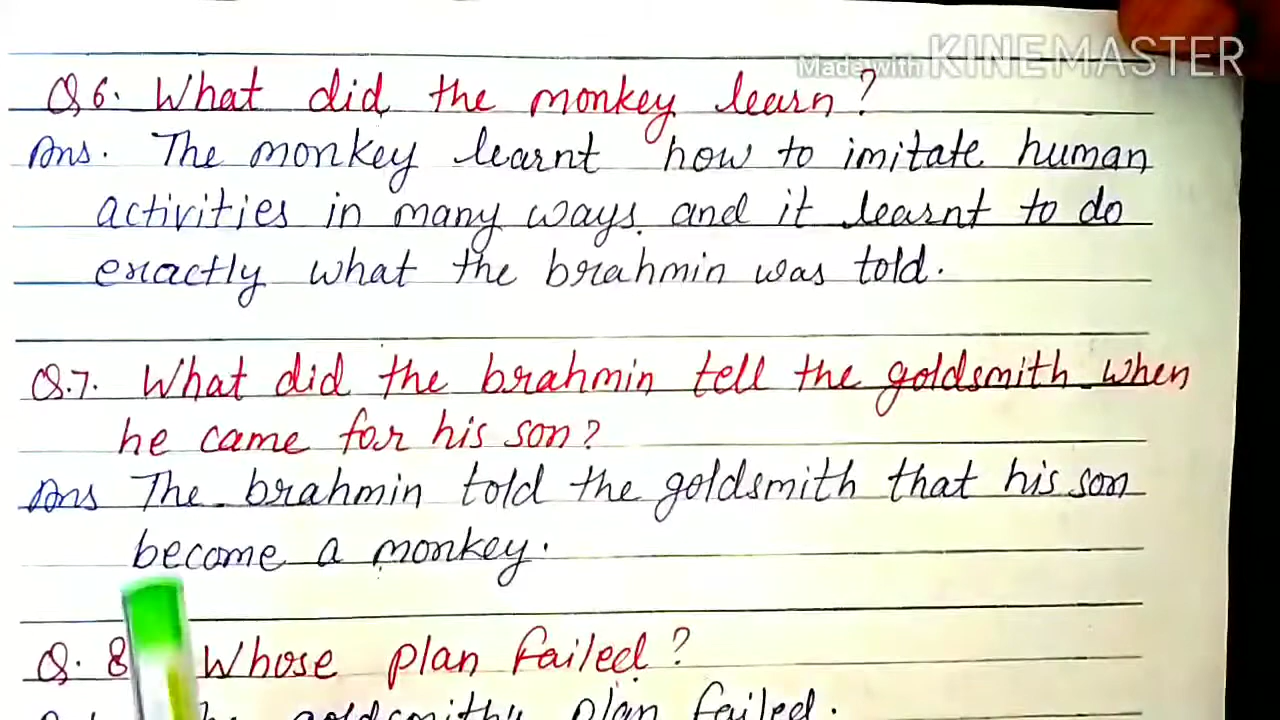 Made with KINEMASTER
Q 6. What did the monkey learn?
Ans. The monkey learnt how to imitate human
activities in many ways and it learnt to do
exactly what the brahmin was told.
Q.7. What did the brahmin tell the goldsmith when
he came for his son?
Ans The brahmin told the goldsmith that his son
become a monkey.
Q. 8 Whose plan failed?
plan failed.